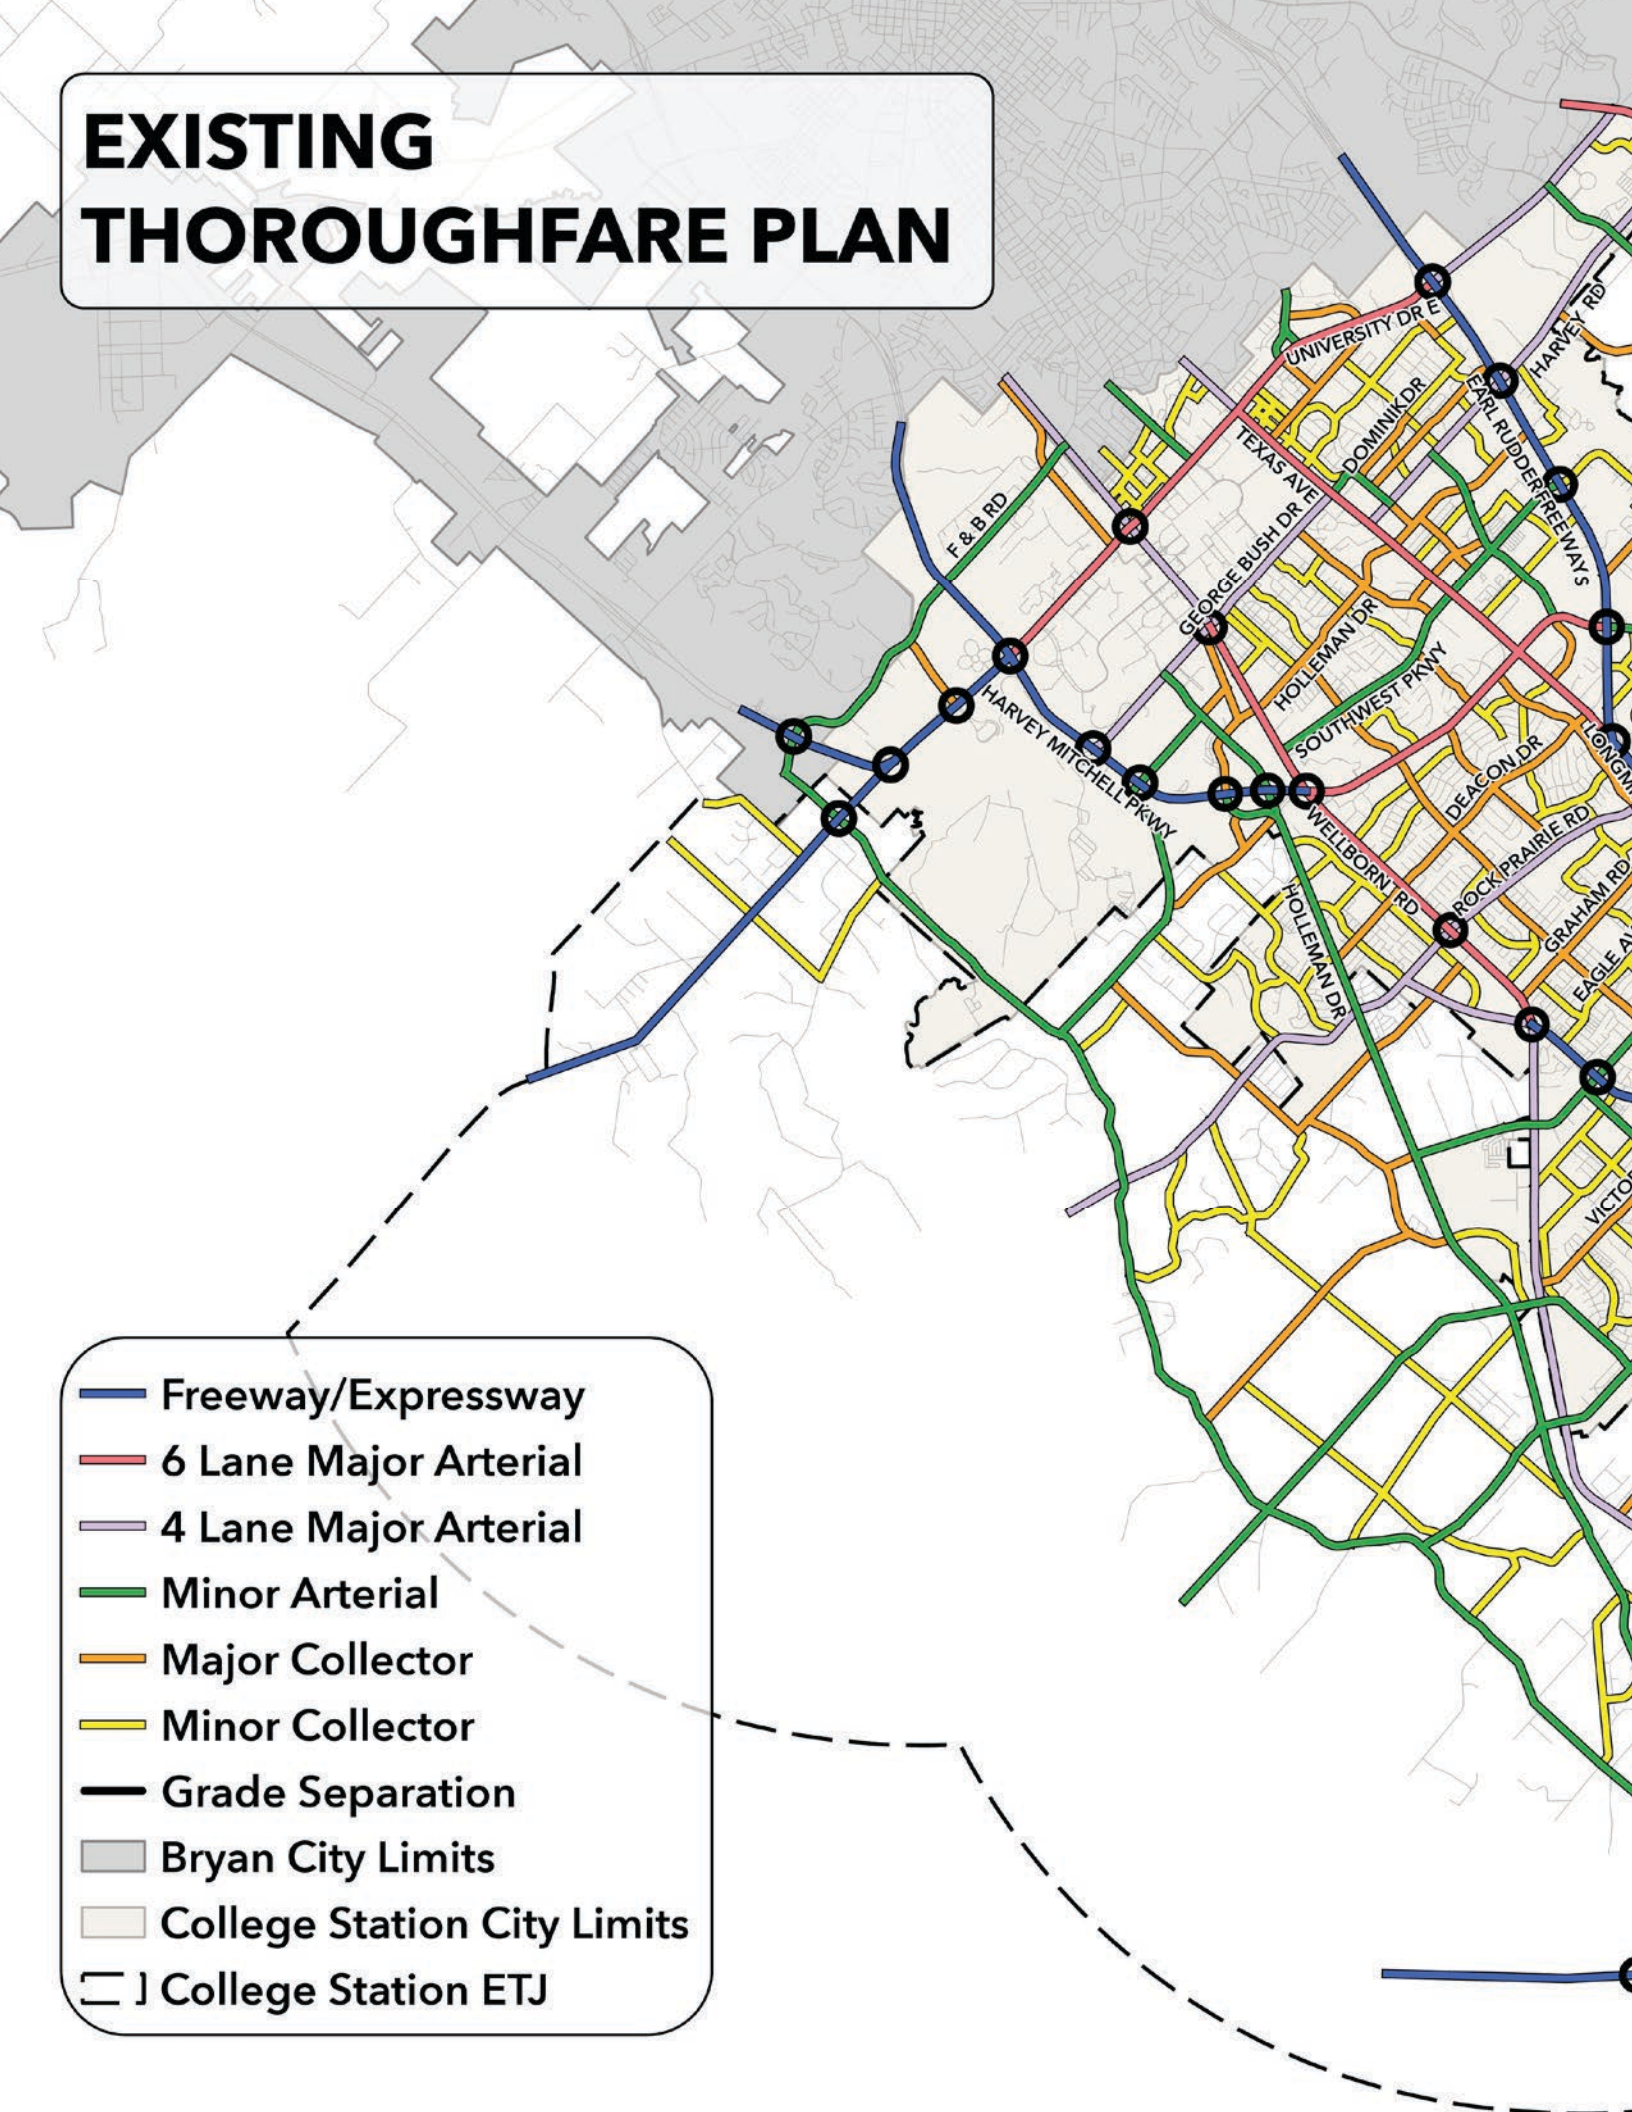 EXISTING
THOROUGHFARE PLAN
UNIVERSITY DR E
HARVEY RD
EARL RUDDER FREEWAY S
DOMINIK DR
TEXAS AVE
F & B RD
GEORGE BUSH DR
HOLLEMAN DR
SOUTHWEST PKWY
HARVEY MITCHELL PKWY
DEACON DR
WELLBORN RD
ROCK PRAIRIE RD
GRAHAM RD
HOLLEMAN DR
Freeway/Expressway
6 Lane Major Arterial
4 Lane Major Arterial
Minor Arterial
Major Collector
Minor Collector
Grade Separation
Bryan City Limits
College Station City Limits
College Station ETJ